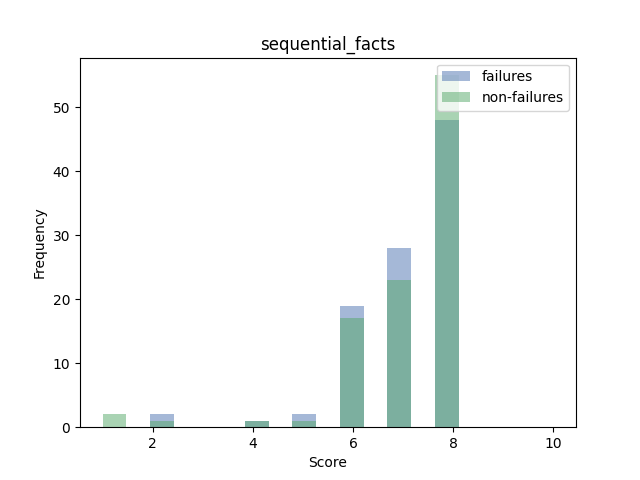 sequential_facts
failures
non-failures
50
40
30
20
10
0
Frequency
2 4 6 8 10
Score